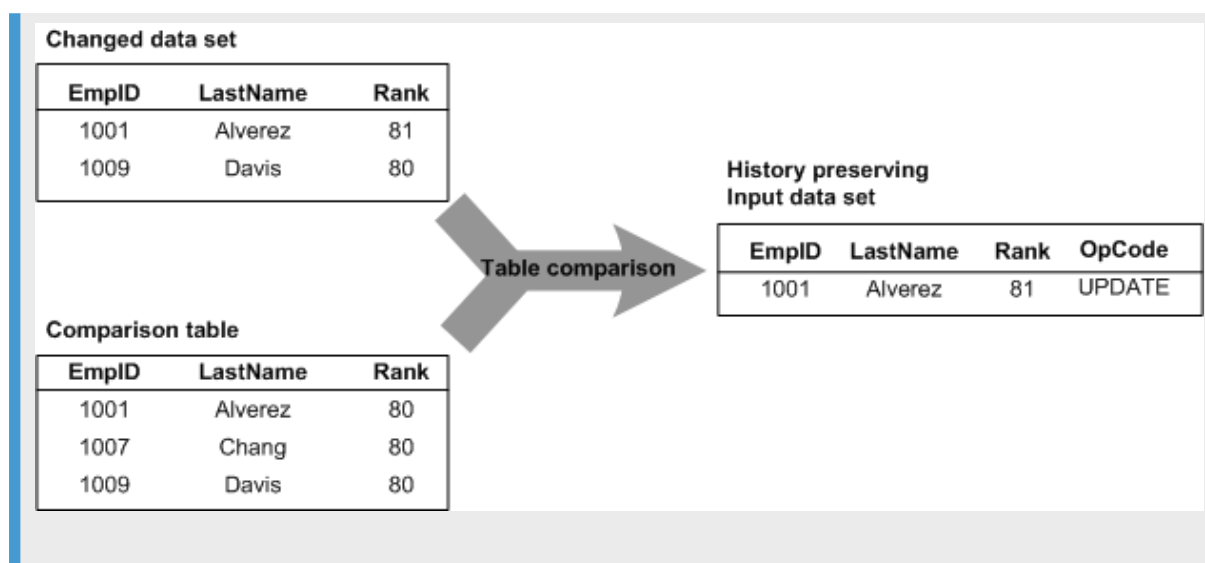 Changed data set
EmpID LastName Rank
1001 Alverez 81
1009 Davis 80
Table comparison
Comparison table
EmpID LastName Rank
1001 Alverez 80
1007 Chang 80
1009 Davis 80
History preserving
Input data set
EmpID LastName Rank OpCode
1001 Alverez 81 UPDATE